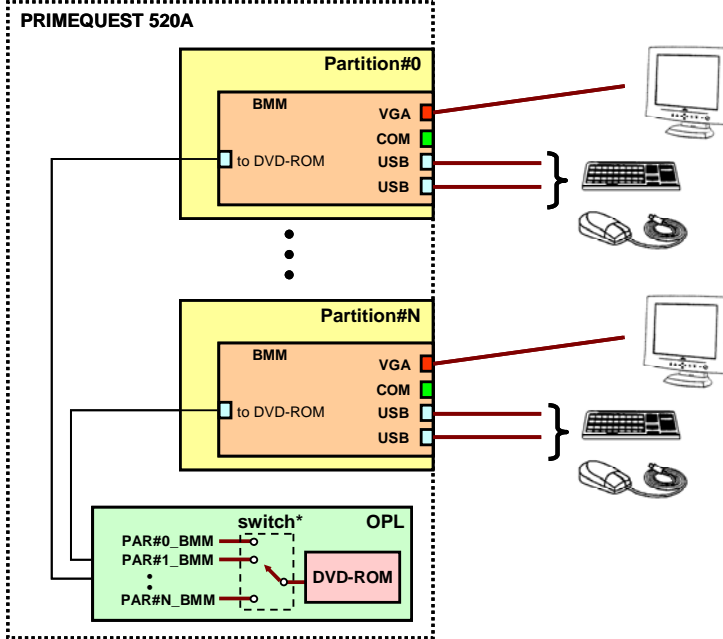 PRIMEQUEST 520A
Partition#0
BMM
VGA
COM
to DVD-ROM
USB
USB
Partition#N
BMM
VGA
COM
to DVD-ROM
USB
USB
switch*
OPL
PAR#0_BMM
PAR#1_BMM
DVD-ROM
PAR#N_BMM